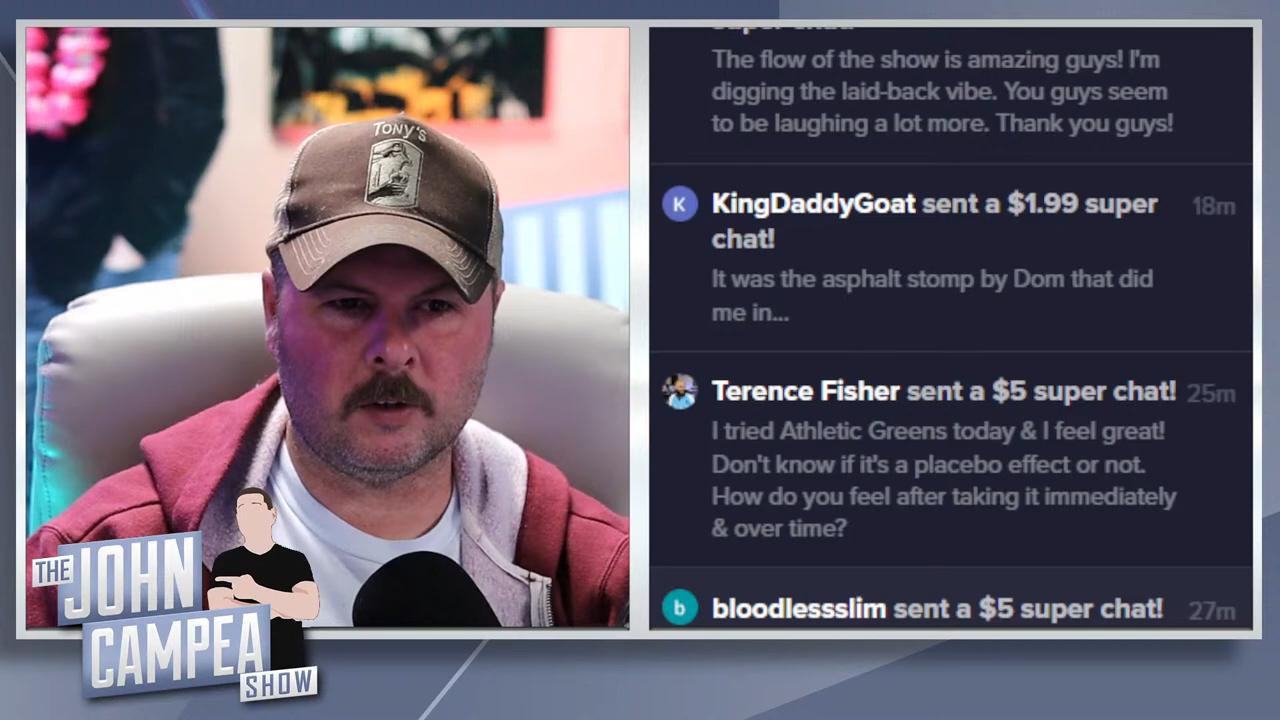 super chat!
The flow of the show is amazing guys! I'm
digging the laid-back vibe. You guys seem
to be laughing a lot more. Thank you guys!
K
KingDaddyGoat sent a $1.99 super
chat!
18m
It was the asphalt stomp by Dom that did
me in...
Terence Fisher sent a $5 super chat!
25m
I tried Athletic Greens today & I feel great!
Don't know if it's a placebo effect or not.
How do you feel after taking it immediately
& over time?
b
bloodlessslim sent a $5 super chat!
27m
TONY'S
THE
JOHN
CAMPEA
SHOW